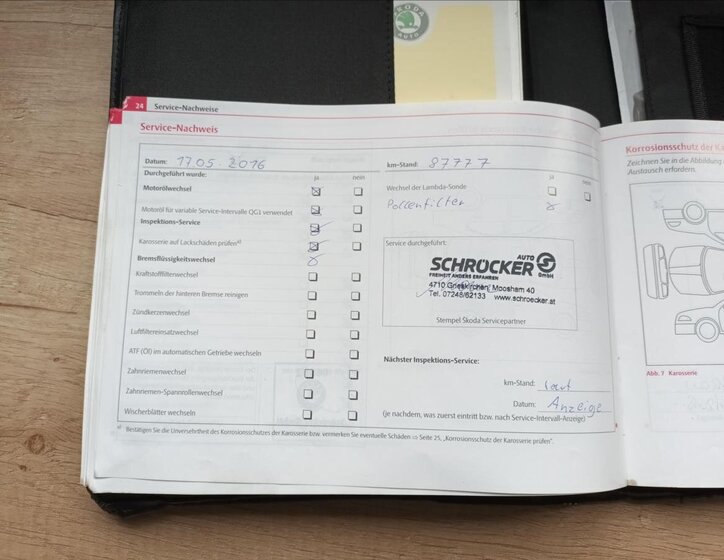 ŠKODA
AUTO
24 Service-Nachweise
Service-Nachweis
Datum: 17.05.2016
Durchgeführt wurde: ja nein
Motorölwechsel
Motoröl für variable Service-Intervalle QG1 verwendet
Inspektions-Service
Karosserie auf Lackschäden prüfen a)
Bremsflüssigkeitswechsel
Kraftstofffilterwechsel
Trommeln der hinteren Bremse reinigen
Zündkerzenwechsel
Luftfiltereinsatzwechsel
ATF (Öl) im automatischen Getriebe wechseln
Zahnriemenwechsel
Zahnriemen-Spannrollenwechsel
Wischerblätter wechseln
km-Stand: 87777
ja nein
Wechsel der Lambda-Sonde
Pollenfilter
Service durchgeführt:
AUTO
SCHRÖCKER GmbH
FREIHEIT ANDERS ERFAHREN
4710 Grieskirchen, Moosham 40
Tel. 07248/62133 www.schroecker.at
Stempel Škoda Servicepartner
Nächster Inspektions-Service:
km-Stand: laut
Datum: Anzeige
(je nachdem, was zuerst eintritt bzw. nach Service-Intervall-Anzeige)
a) Bestätigen Sie die Unversehrtheit des Korrosionsschutzes der Karosserie bzw. vermerken Sie eventuelle Schäden ⇒ Seite 25, „Korrosionsschutz der Karosserie prüfen".
Korrosionsschutz der Ka
Zeichnen Sie in die Abbildung
Austausch erfordern.
Abb. 7 Karosserie